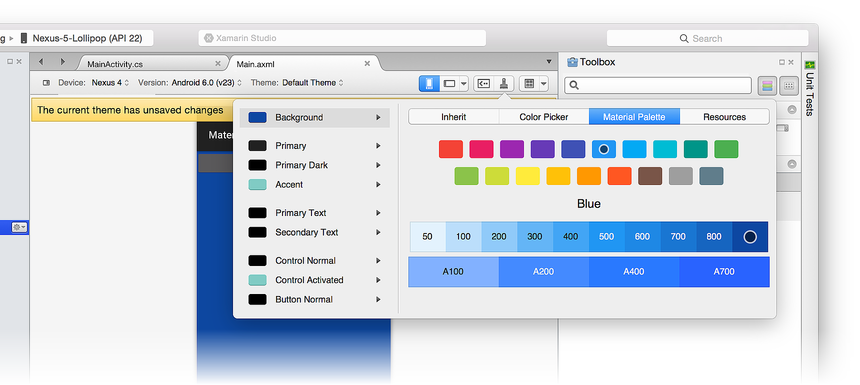 g ▸ Nexus-5-Lollipop (API 22)
Xamarin Studio
Search
MainActivity.cs
Main.axml
Toolbox
Device: Nexus 4
Version: Android 6.0 (v23)
Theme: Default Theme
Unit Tests
The current theme has unsaved changes
Mater
Background
Primary
Primary Dark
Accent
Primary Text
Secondary Text
Control Normal
Control Activated
Button Normal
Inherit
Color Picker
Material Palette
Resources
Blue
50 100 200 300 400 500 600 700 800
A100 A200 A400 A700